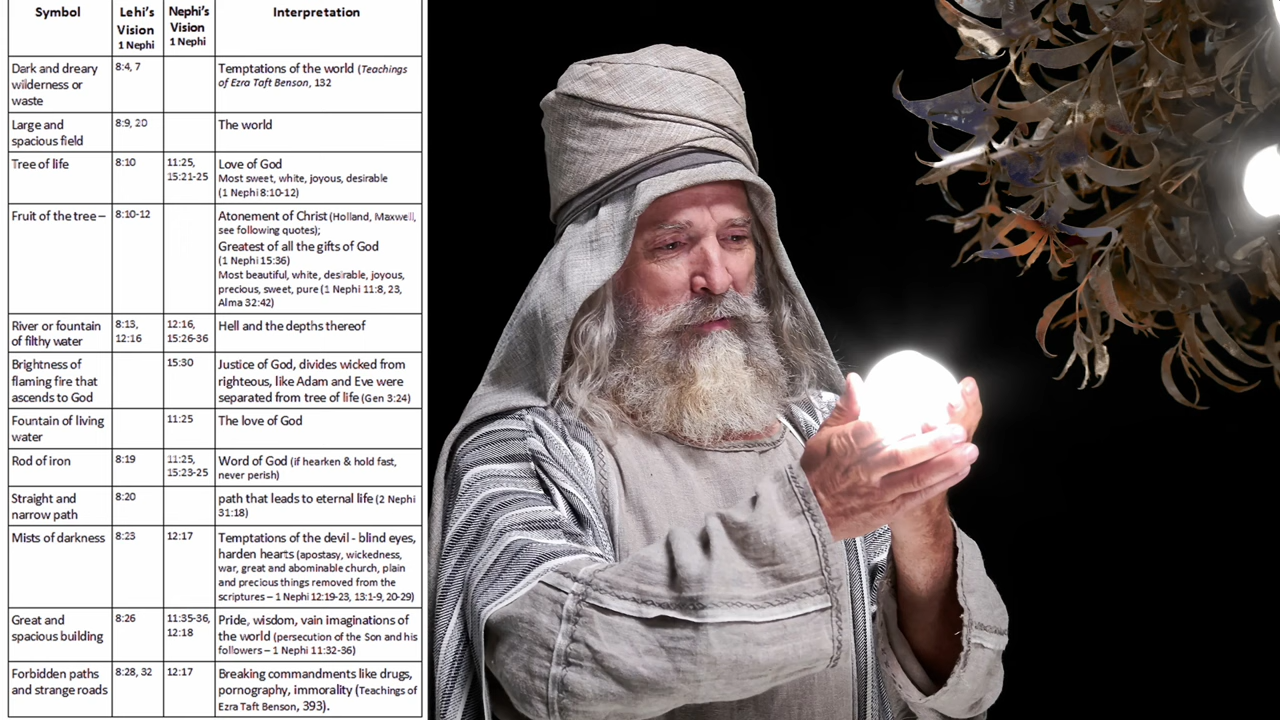 Symbol
Lehi's
Vision
1 Nephi
Nephi's
Vision
1 Nephi
Interpretation
Dark and dreary
wilderness or
waste
8:4, 7
Temptations of the world (Teachings
of Ezra Taft Benson, 132
Large and
spacious field
8:9, 20
The world
Tree of life
8:10
11:25,
15:21-25
Love of God
Most sweet, white, joyous, desirable
(1 Nephi 8:10-12)
Fruit of the tree –
8:10-12
Atonement of Christ (Holland, Maxwell,
see following quotes);
Greatest of all the gifts of God
(1 Nephi 15:36)
Most beautiful, white, desirable, joyous,
precious, sweet, pure (1 Nephi 11:8, 23,
Alma 32:42)
River or fountain
of filthy water
8:13,
12:16
12:16,
15:26-36
Hell and the depths thereof
Brightness of
flaming fire that
ascends to God
15:30
Justice of God, divides wicked from
righteous, like Adam and Eve were
separated from tree of life (Gen 3:24)
Fountain of living
water
11:25
The love of God
Rod of iron
8:19
11:25,
15:23-25
Word of God (if hearken & hold fast,
never perish)
Straight and
narrow path
8:20
path that leads to eternal life (2 Nephi
31:18)
Mists of darkness
8:23
12:17
Temptations of the devil - blind eyes,
harden hearts (apostasy, wickedness,
war, great and abominable church, plain
and precious things removed from the
scriptures – 1 Nephi 12:19-23, 13:1-9, 20-29)
Great and
spacious building
8:26
11:35-36,
12:18
Pride, wisdom, vain imaginations of
the world (persecution of the Son and his
followers – 1 Nephi 11:32-36)
Forbidden paths
and strange roads
8:28, 32
12:17
Breaking commandments like drugs,
pornography, immorality (Teachings of
Ezra Taft Benson, 393).